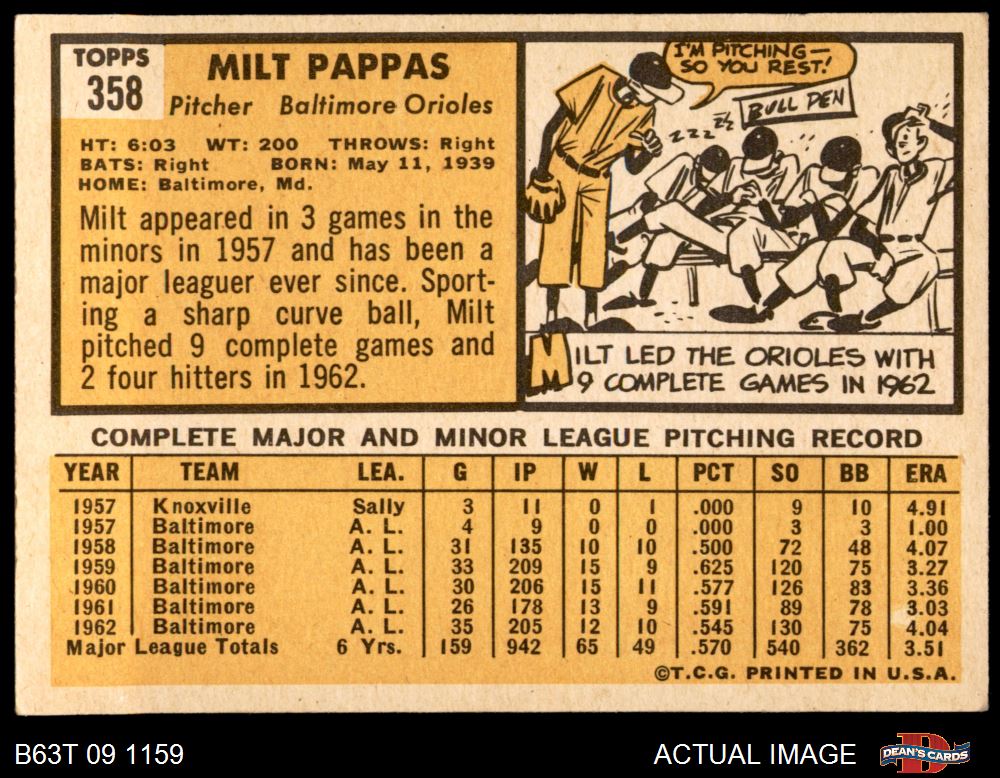 TOPPS
358
MILT PAPPAS
Pitcher Baltimore Orioles
HT: 6:03 WT: 200 THROWS: Right
BATS: Right BORN: May 11, 1939
HOME: Baltimore, Md.
Milt appeared in 3 games in the
minors in 1957 and has been a
major leaguer ever since. Sport-
ing a sharp curve ball, Milt
pitched 9 complete games and
2 four hitters in 1962.
I'M PITCHING—
SO YOU REST!
BULL PEN
Z Z Z Z Z
MILT LED THE ORIOLES WITH
9 COMPLETE GAMES IN 1962
COMPLETE MAJOR AND MINOR LEAGUE PITCHING RECORD
YEAR TEAM LEA. G IP W L PCT SO BB ERA
1957 Knoxville Sally 3 11 0 1 .000 9 10 4.91
1957 Baltimore A. L. 4 9 0 0 .000 3 3 1.00
1958 Baltimore A. L. 31 135 10 10 .500 72 48 4.07
1959 Baltimore A. L. 33 209 15 9 .625 120 75 3.27
1960 Baltimore A. L. 30 206 15 11 .577 126 83 3.36
1961 Baltimore A. L. 26 178 13 9 .591 89 78 3.03
1962 Baltimore A. L. 35 205 12 10 .545 130 75 4.04
Major League Totals 6 Yrs. 159 942 65 49 .570 540 362 3.51
©T.C.G. PRINTED IN U.S.A.
B63T 09 1159
ACTUAL IMAGE
DEAN'S CARDS